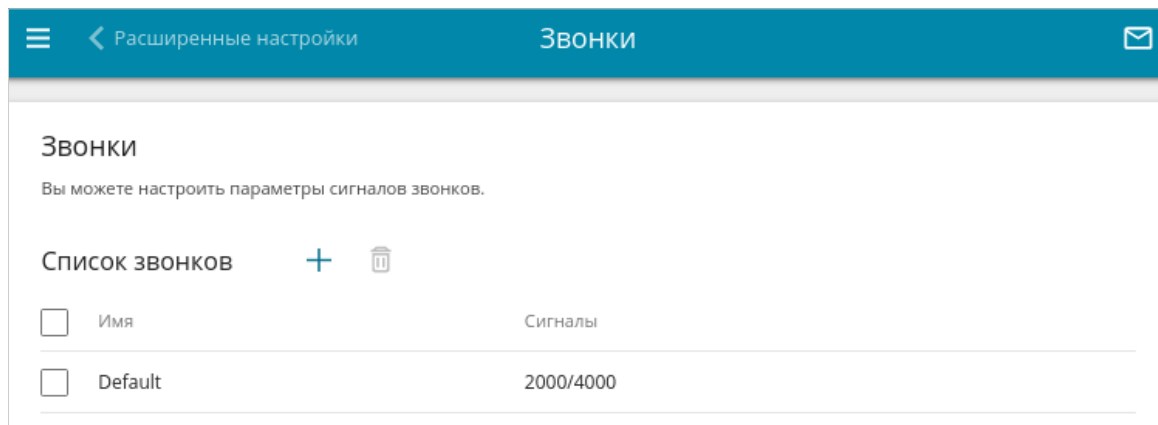 Расширенные настройки
Звонки
Звонки
Вы можете настроить параметры сигналов звонков.
Список звонков
Имя Сигналы
Default 2000/4000